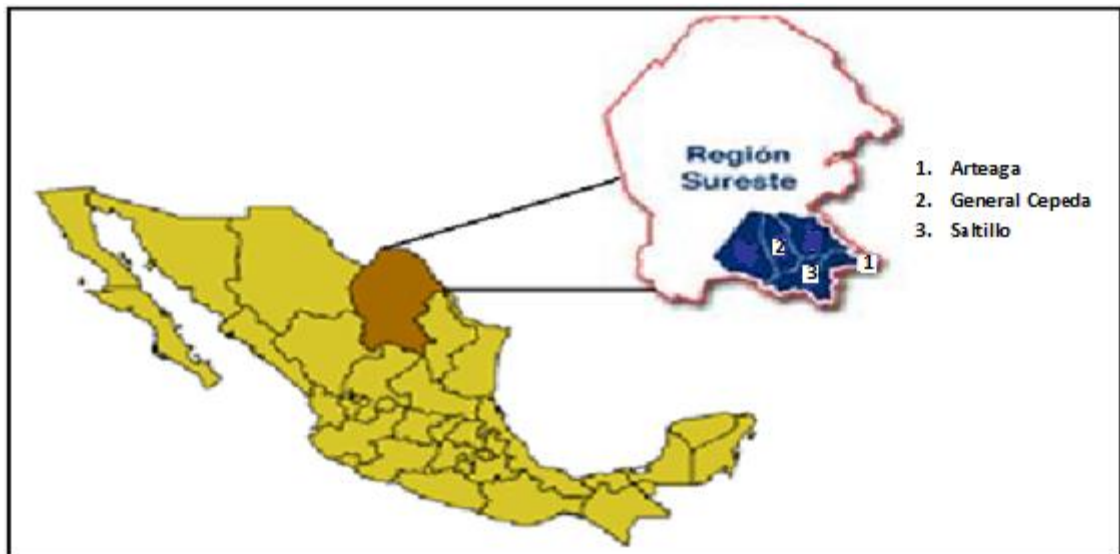 Región
Sureste
1. Arteaga
2. General Cepeda
3. Saltillo
2
3
1